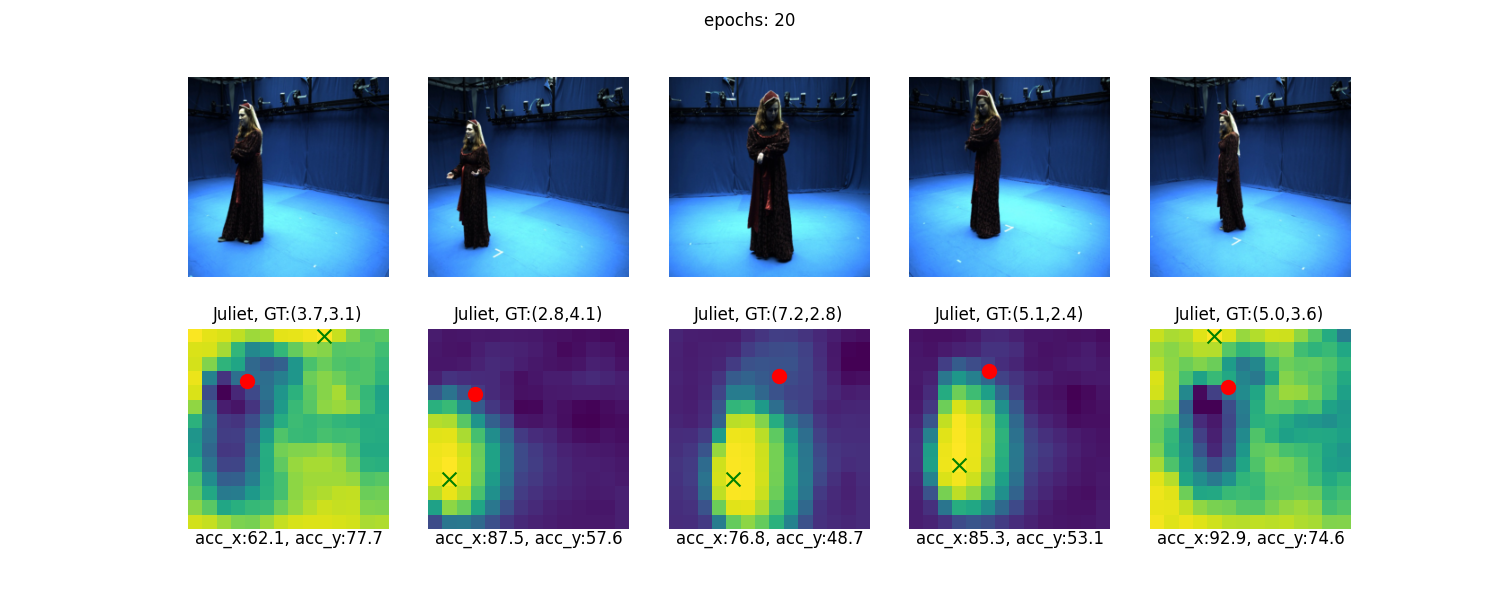 epochs: 20
Juliet, GT:(3.7,3.1)
Juliet, GT:(2.8,4.1)
Juliet, GT:(7.2,2.8)
Juliet, GT:(5.1,2.4)
Juliet, GT:(5.0,3.6)
acc_x:62.1, acc_y:77.7
acc_x:87.5, acc_y:57.6
acc_x:76.8, acc_y:48.7
acc_x:85.3, acc_y:53.1
acc_x:92.9, acc_y:74.6